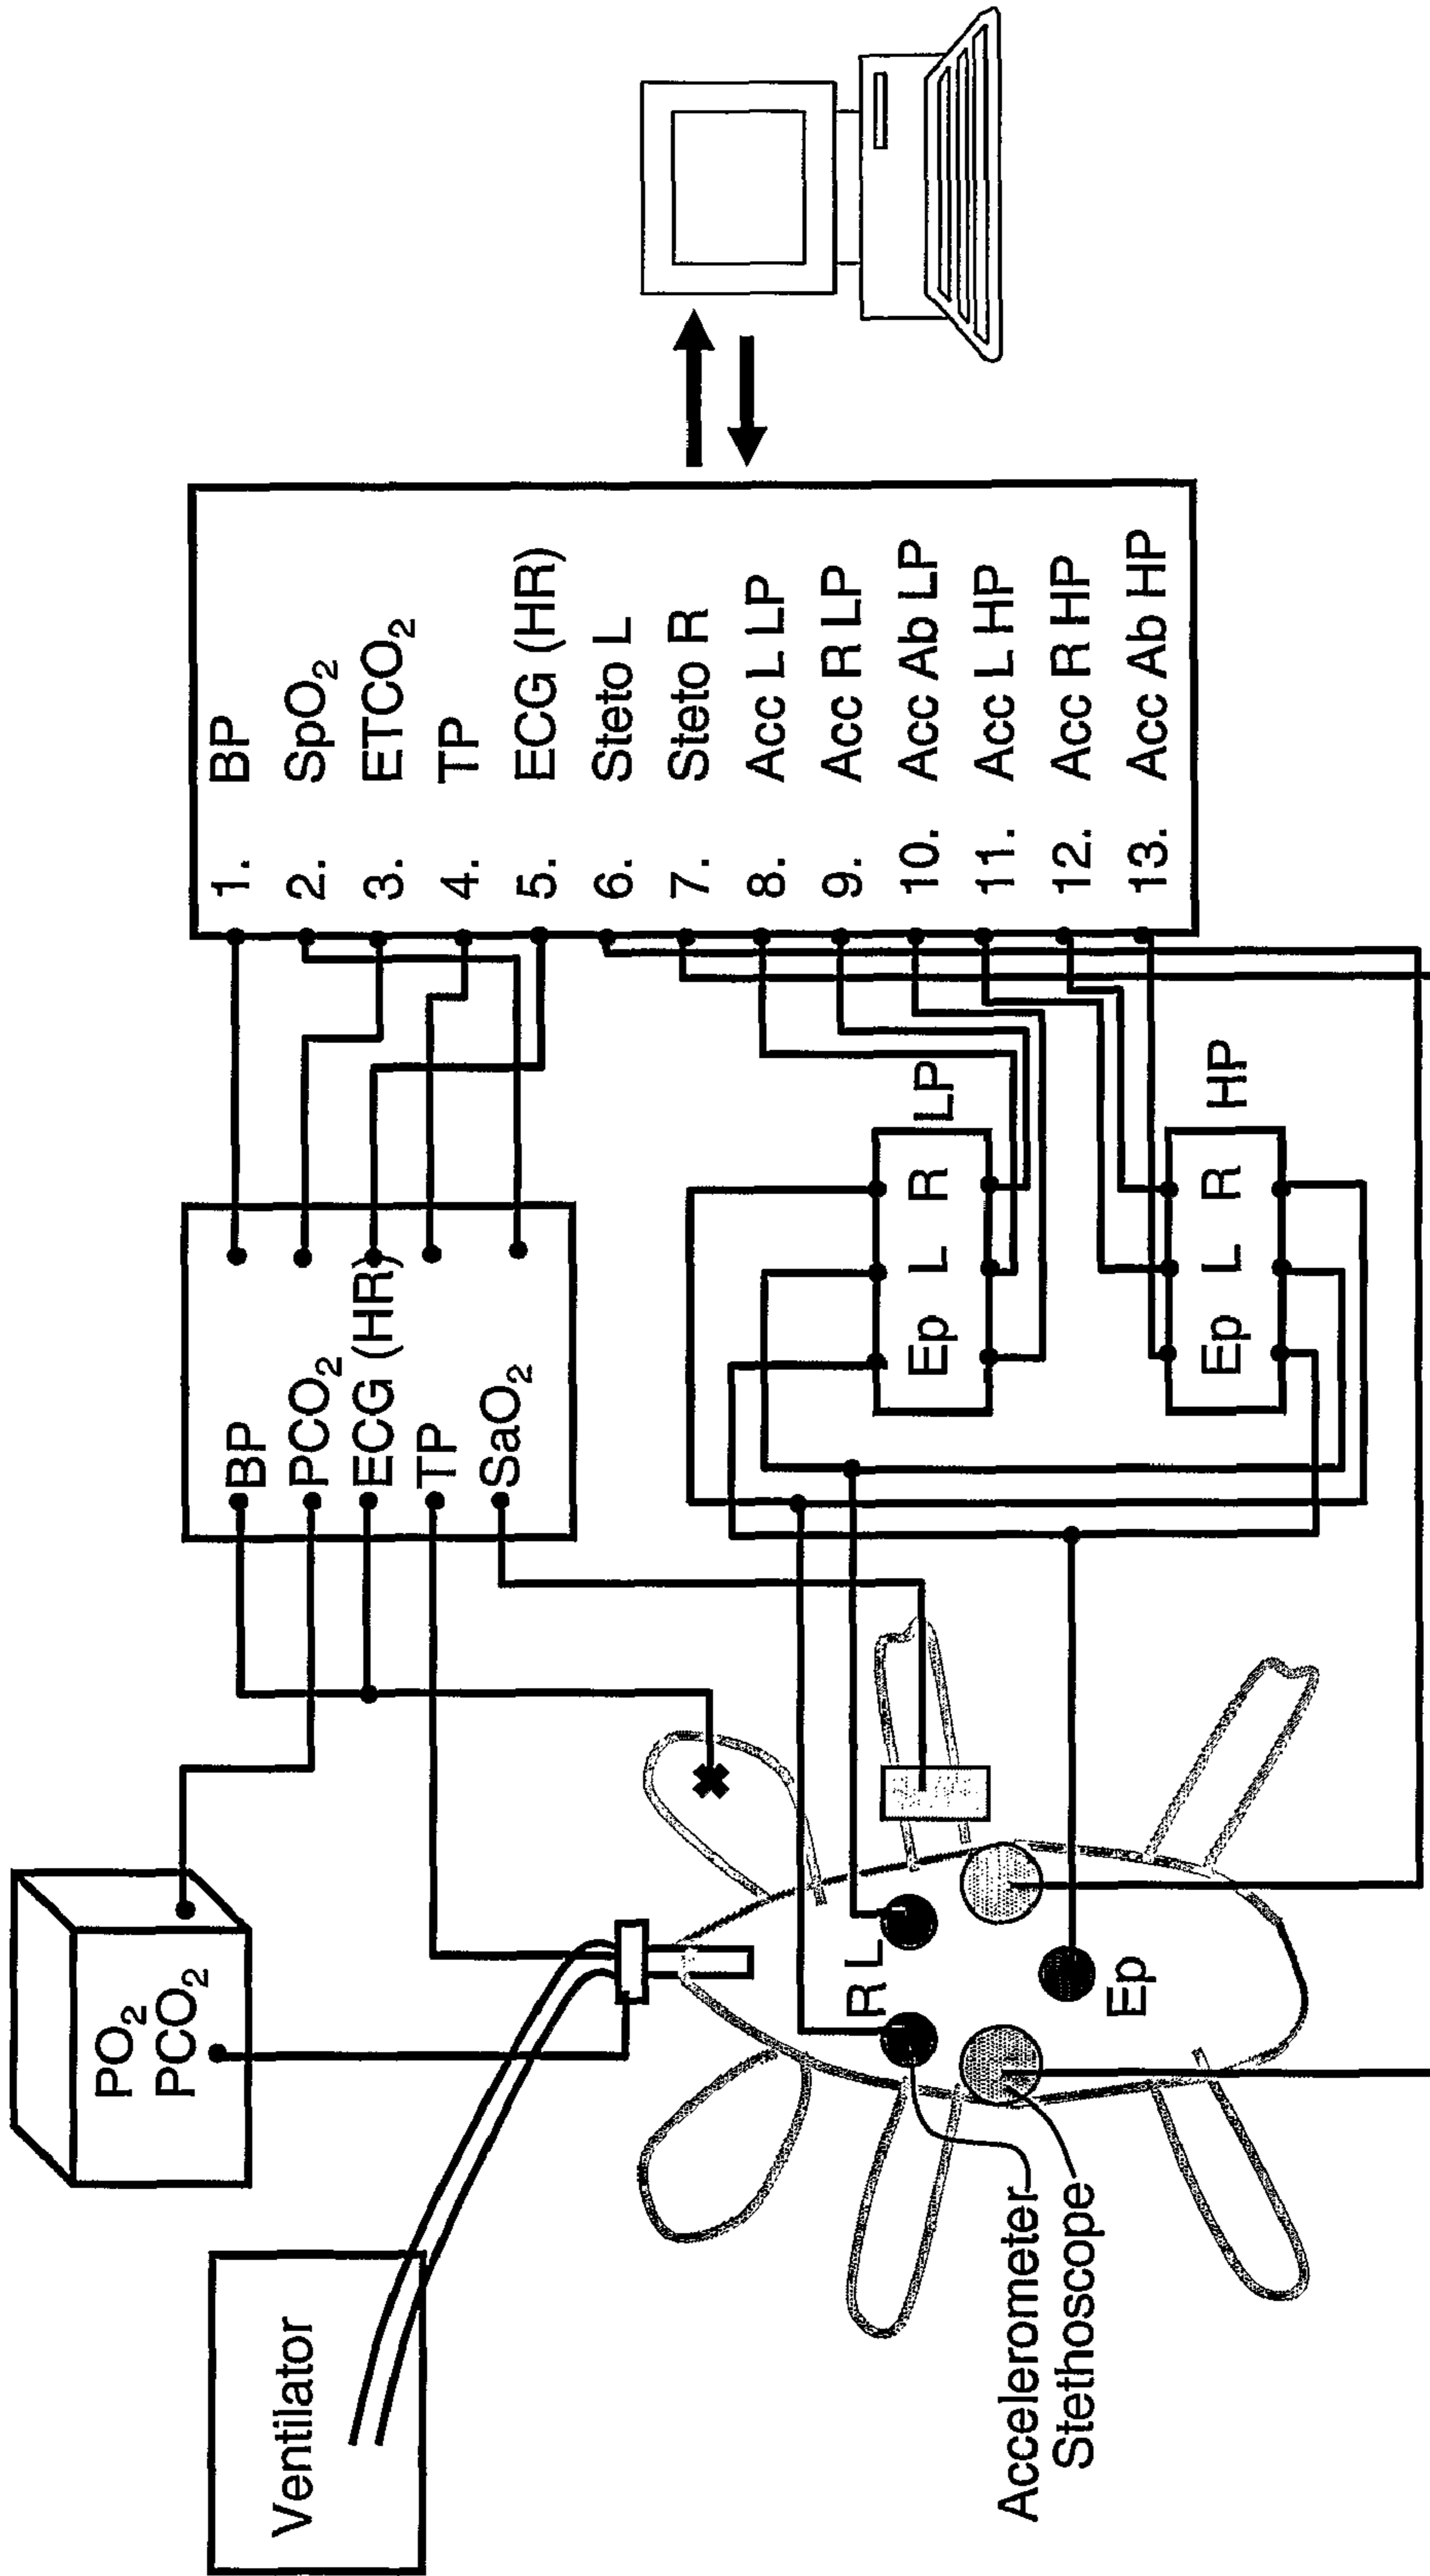 Ventilator
PO2
PCO2
BP
PCO2
ECG (HR)
TP
SaO2
1. BP
2. SpO2
3. ETCO2
4. TP
5. ECG (HR)
6. Steto L
7. Steto R
8. Acc L LP
9. Acc R LP
10. Acc Ab LP
11. Acc L HP
12. Acc R HP
13. Acc Ab HP
Ep L R
LP
Ep L R
HP
R L
Ep
Accelerometer
Stethoscope